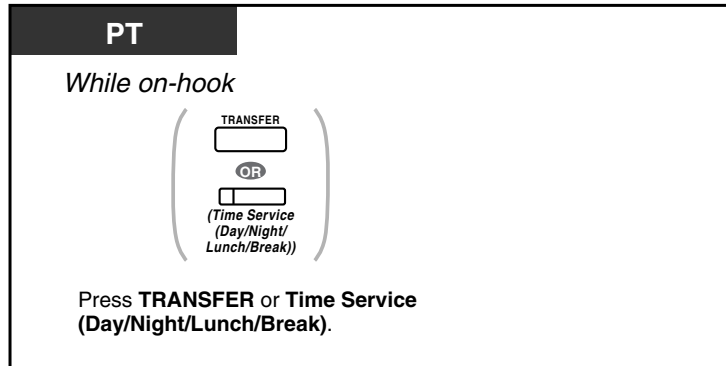 PT
While on-hook
TRANSFER
OR
(Time Service
(Day/Night/
Lunch/Break))
Press TRANSFER or Time Service
(Day/Night/Lunch/Break).